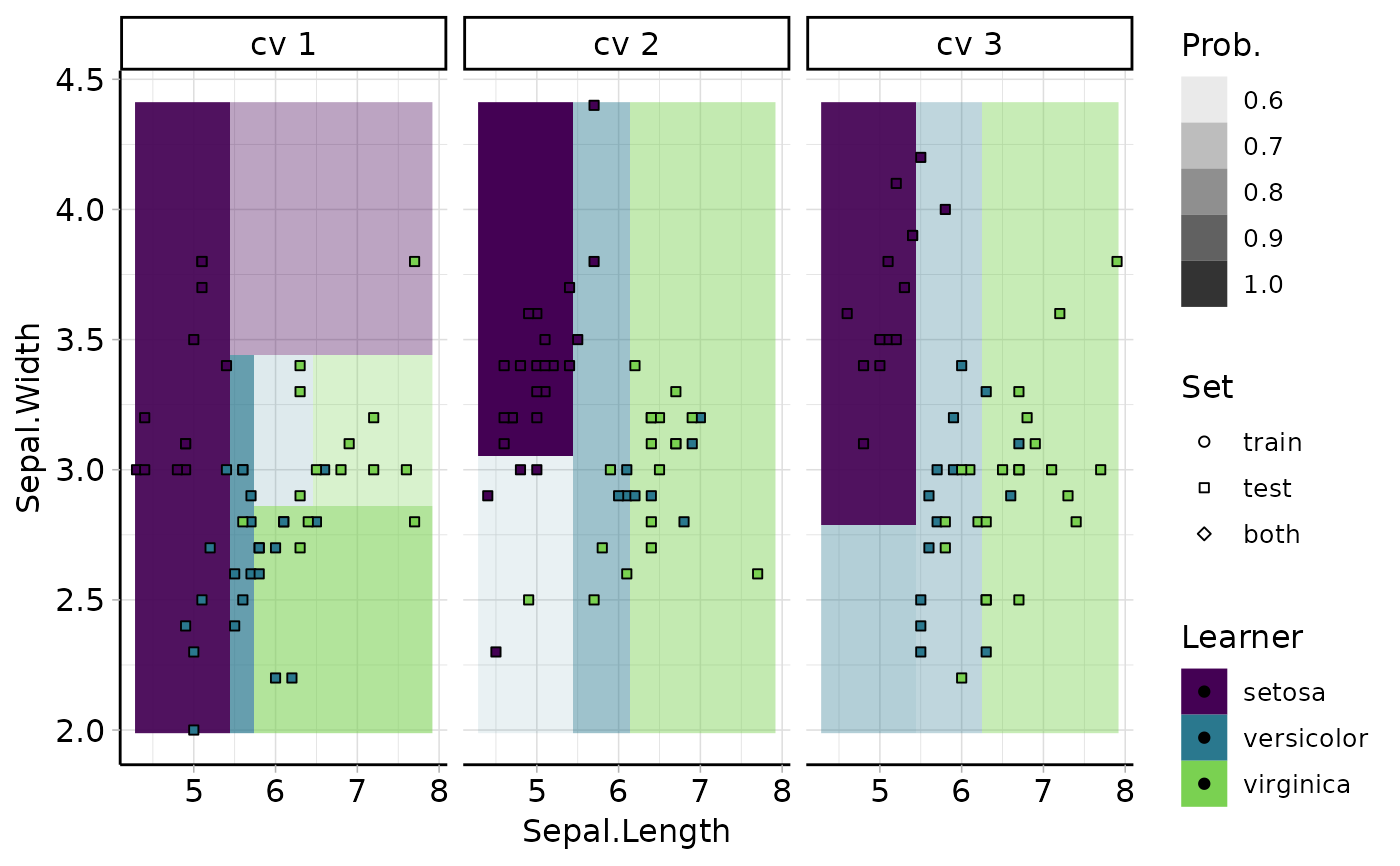 cv 1
cv 2
cv 3
4.5
4.0
3.5
3.0
2.5
2.0
Sepal.Width
5 6 7 8
5 6 7 8
5 6 7 8
Sepal.Length
Prob.
0.6
0.7
0.8
0.9
1.0
Set
train
test
both
Learner
setosa
versicolor
virginica